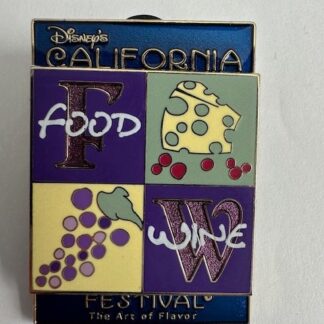 Disney's
CALIFORNIA
F
FOOD
W
WINE
FESTIVAL
The Art of Flavor